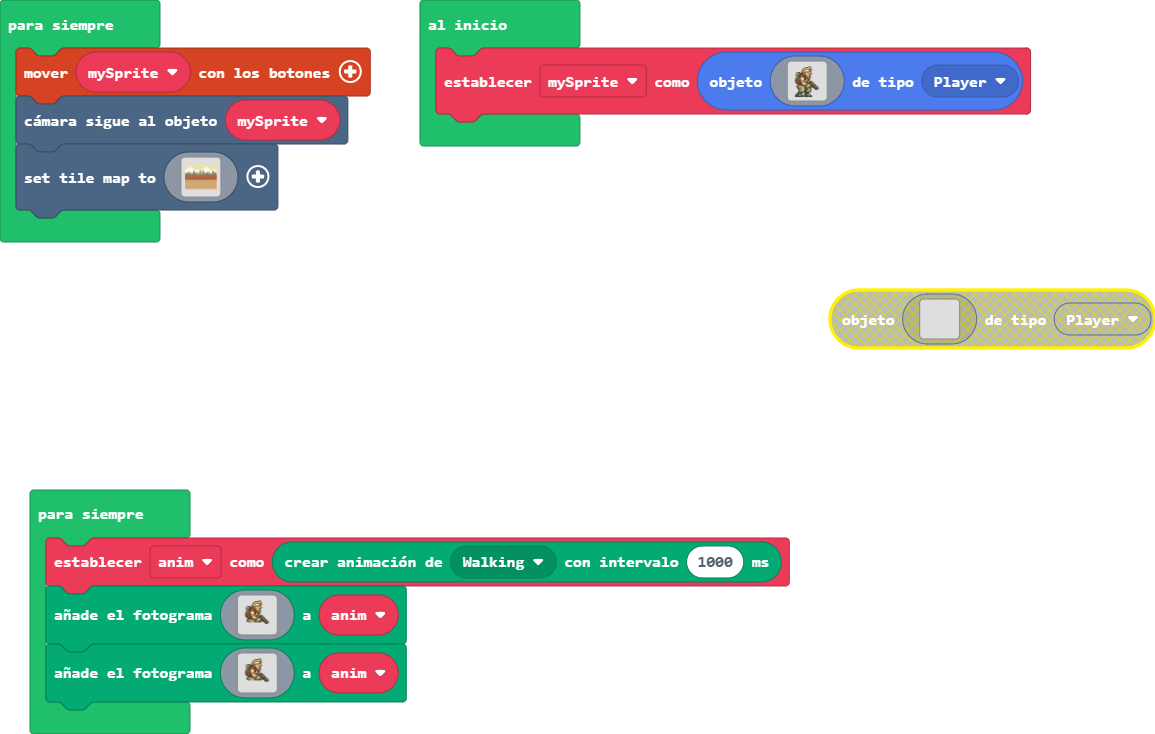 para siempre
mover mySprite con los botones
cámara sigue al objeto mySprite
set tile map to
al inicio
establecer mySprite como objeto de tipo Player
objeto de tipo Player
para siempre
establecer anim como crear animación de Walking con intervalo 1000 ms
añade el fotograma a anim
añade el fotograma a anim